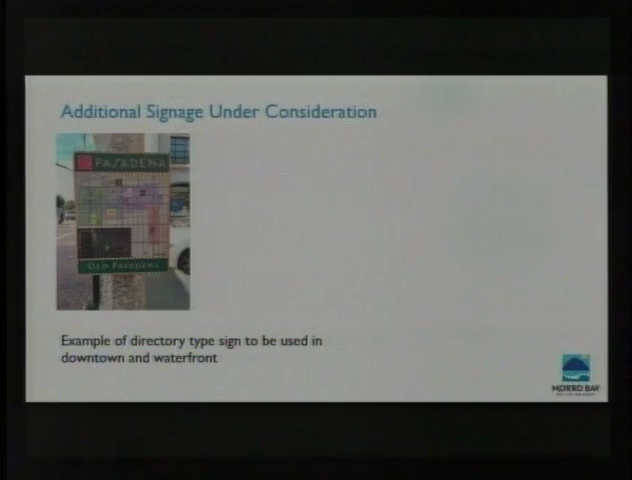 Additional Signage Under Consideration
PASADENA
OLD PASADENA
Example of directory type sign to be used in
downtown and waterfront
MORRO BAY